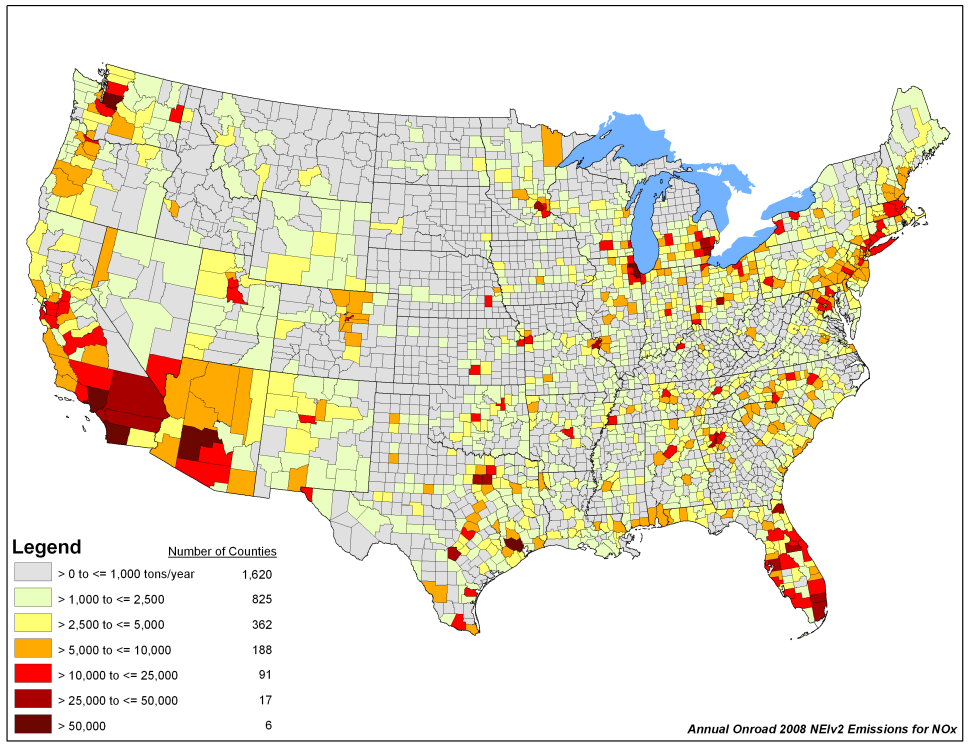 Legend
Number of Counties
> 0 to <= 1,000 tons/year 1,620
> 1,000 to <= 2,500 825
> 2,500 to <= 5,000 362
> 5,000 to <= 10,000 188
> 10,000 to <= 25,000 91
> 25,000 to <= 50,000 17
> 50,000 6
Annual Onroad 2008 NEIv2 Emissions for NOx